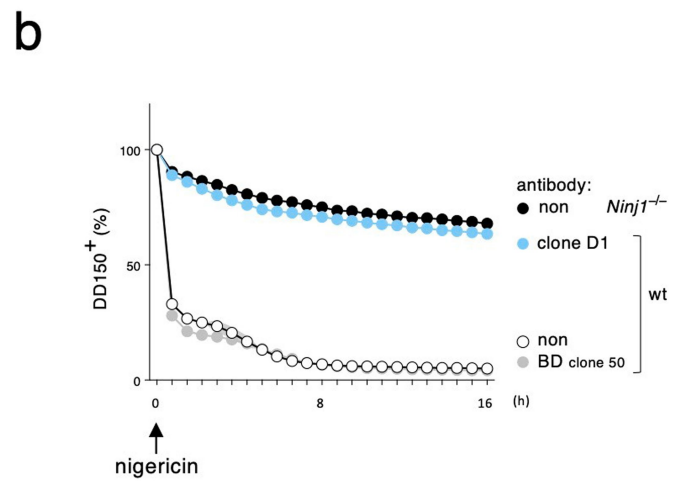 b
100
50
0
DD150+ (%)
0 8 16 (h)
nigericin
antibody:
non Ninj1–/–
clone D1
wt
non
BD clone 50